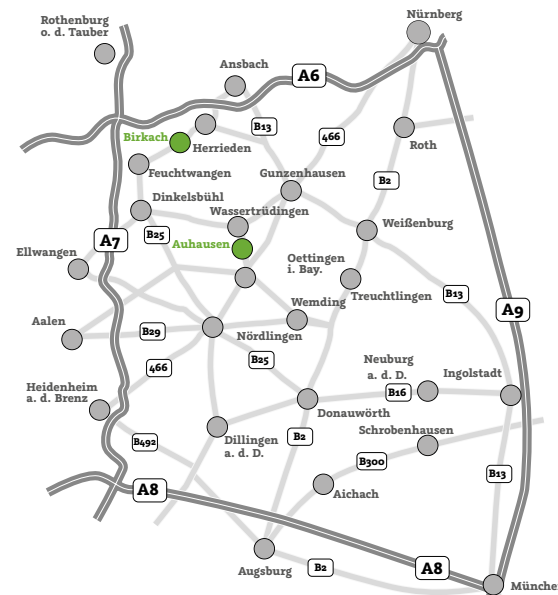 Nürnberg
Rothenburg
o. d. Tauber
Ansbach
A6
B13
466
Birkach
Herrieden
Roth
Feuchtwangen
Gunzenhausen
B2
Dinkelsbühl
Wassertrüdingen
Weißenburg
A7
B25
Auhausen
Ellwangen
Oettingen
i. Bay.
Treuchtlingen
B13
A9
Wemding
Aalen
B29
Nördlingen
466
B25
Neuburg
a. d. D.
Ingolstadt
Heidenheim
a. d. Brenz
B16
Donauwörth
B492
Dillingen
a. d. D.
B2
Schrobenhausen
B300
B13
A8
Aichach
Augsburg
B2
A8
Münche